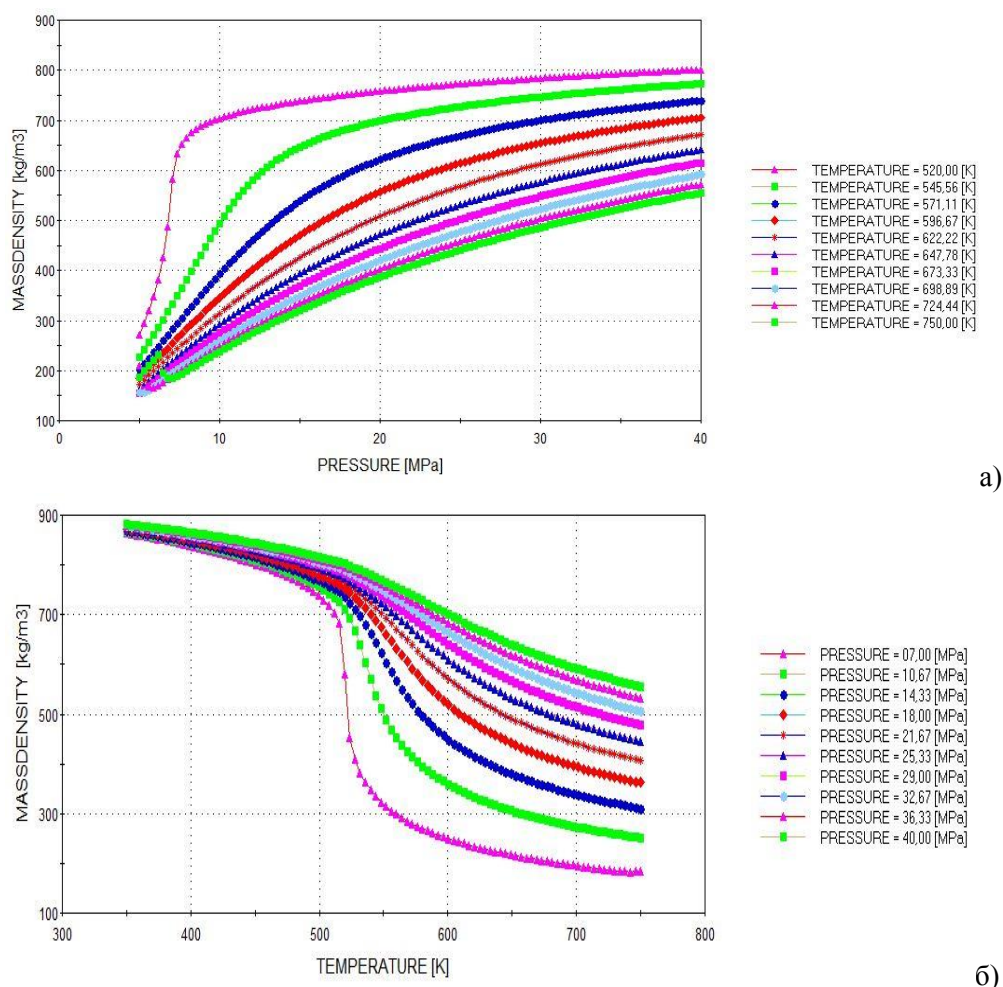 900
800
700
600
500
400
300
200
100
MASSDENSITY [kg/m3]
0
10
20
30
40
PRESSURE [MPa]
TEMPERATURE = 520,00 [K]
TEMPERATURE = 545,56 [K]
TEMPERATURE = 571,11 [K]
TEMPERATURE = 596,67 [K]
TEMPERATURE = 622,22 [K]
TEMPERATURE = 647,78 [K]
TEMPERATURE = 673,33 [K]
TEMPERATURE = 698,89 [K]
TEMPERATURE = 724,44 [K]
TEMPERATURE = 750,00 [K]
а)
900
700
500
300
100
MASSDENSITY [kg/m3]
300
400
500
600
700
800
TEMPERATURE [K]
PRESSURE = 07,00 [MPa]
PRESSURE = 10,67 [MPa]
PRESSURE = 14,33 [MPa]
PRESSURE = 18,00 [MPa]
PRESSURE = 21,67 [MPa]
PRESSURE = 25,33 [MPa]
PRESSURE = 29,00 [MPa]
PRESSURE = 32,67 [MPa]
PRESSURE = 36,33 [MPa]
PRESSURE = 40,00 [MPa]
б)